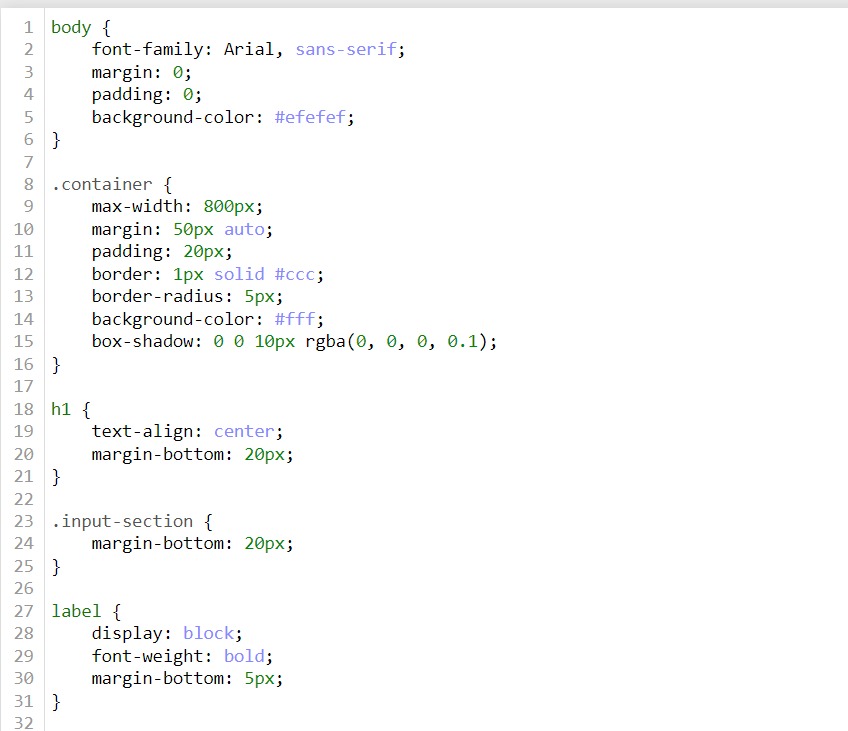 1 body {
2     font-family: Arial, sans-serif;
3     margin: 0;
4     padding: 0;
5     background-color: #efefef;
6 }
7
8 .container {
9     max-width: 800px;
10     margin: 50px auto;
11     padding: 20px;
12     border: 1px solid #ccc;
13     border-radius: 5px;
14     background-color: #fff;
15     box-shadow: 0 0 10px rgba(0, 0, 0, 0.1);
16 }
17
18 h1 {
19     text-align: center;
20     margin-bottom: 20px;
21 }
22
23 .input-section {
24     margin-bottom: 20px;
25 }
26
27 label {
28     display: block;
29     font-weight: bold;
30     margin-bottom: 5px;
31 }
32